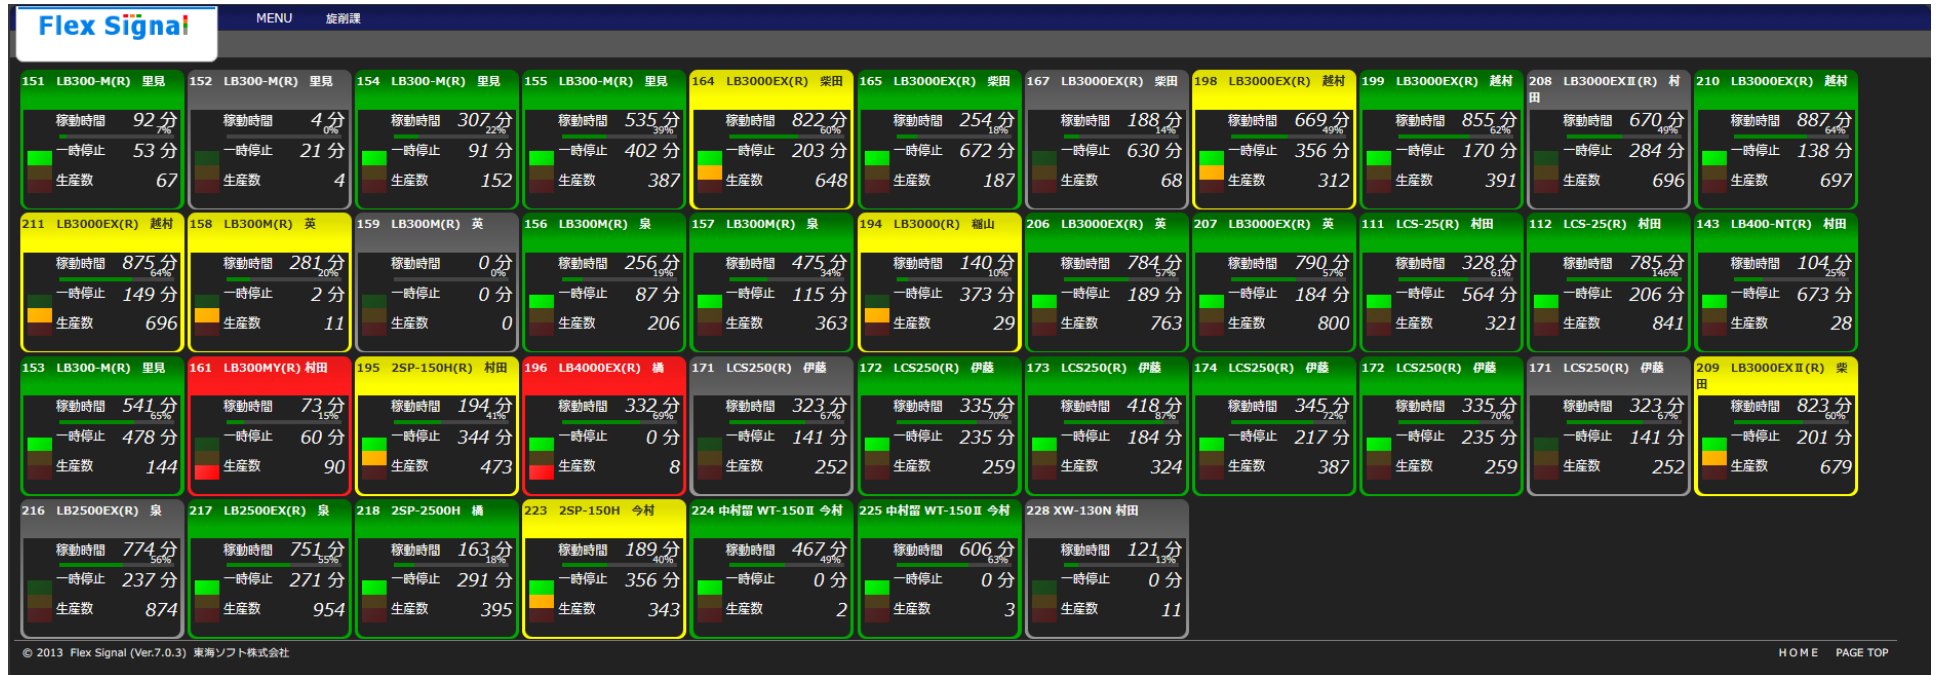 Flex Signal
MENU 旋削課
151 LB300-M(R) 里見
稼動時間 92 分
7%
一時停止 53 分
生産数 67
152 LB300-M(R) 里見
稼動時間 4 分
0%
一時停止 21 分
生産数 4
154 LB300-M(R) 里見
稼動時間 307 分
22%
一時停止 91 分
生産数 152
155 LB300-M(R) 里見
稼動時間 535 分
39%
一時停止 402 分
生産数 387
164 LB3000EX(R) 柴田
稼動時間 822 分
60%
一時停止 203 分
生産数 648
165 LB3000EX(R) 柴田
稼動時間 254 分
18%
一時停止 672 分
生産数 187
167 LB3000EX(R) 柴田
稼動時間 188 分
14%
一時停止 630 分
生産数 68
198 LB3000EX(R) 越村
稼動時間 669 分
49%
一時停止 356 分
生産数 312
199 LB3000EX(R) 越村
稼動時間 855 分
62%
一時停止 170 分
生産数 391
208 LB3000EXⅡ(R) 村
田
稼動時間 670 分
49%
一時停止 284 分
生産数 696
210 LB3000EX(R) 越村
稼動時間 887 分
64%
一時停止 138 分
生産数 697
211 LB3000EX(R) 越村
稼動時間 875 分
64%
一時停止 149 分
生産数 696
158 LB300M(R) 英
稼動時間 281 分
20%
一時停止 2 分
生産数 11
159 LB300M(R) 英
稼動時間 0 分
0%
一時停止 0 分
生産数 0
156 LB300M(R) 泉
稼動時間 256 分
19%
一時停止 87 分
生産数 206
157 LB300M(R) 泉
稼動時間 475 分
34%
一時停止 115 分
生産数 363
194 LB3000(R) 稲山
稼動時間 140 分
10%
一時停止 373 分
生産数 29
206 LB3000EX(R) 英
稼動時間 784 分
57%
一時停止 189 分
生産数 763
207 LB3000EX(R) 英
稼動時間 790 分
57%
一時停止 184 分
生産数 800
111 LCS-25(R) 村田
稼動時間 328 分
61%
一時停止 564 分
生産数 321
112 LCS-25(R) 村田
稼動時間 785 分
146%
一時停止 206 分
生産数 841
143 LB400-NT(R) 村田
稼動時間 104 分
25%
一時停止 673 分
生産数 28
153 LB300-M(R) 里見
稼動時間 541 分
65%
一時停止 478 分
生産数 144
161 LB300MY(R) 村田
稼動時間 73 分
15%
一時停止 60 分
生産数 90
195 2SP-150H(R) 村田
稼動時間 194 分
41%
一時停止 344 分
生産数 473
196 LB4000EX(R) 橋
稼動時間 332 分
69%
一時停止 0 分
生産数 8
171 LCS250(R) 伊藤
稼動時間 323 分
67%
一時停止 141 分
生産数 252
172 LCS250(R) 伊藤
稼動時間 335 分
70%
一時停止 235 分
生産数 259
173 LCS250(R) 伊藤
稼動時間 418 分
87%
一時停止 184 分
生産数 324
174 LCS250(R) 伊藤
稼動時間 345 分
72%
一時停止 217 分
生産数 387
172 LCS250(R) 伊藤
稼動時間 335 分
70%
一時停止 235 分
生産数 259
171 LCS250(R) 伊藤
稼動時間 323 分
67%
一時停止 141 分
生産数 252
209 LB3000EXⅡ(R) 柴
田
稼動時間 823 分
60%
一時停止 201 分
生産数 679
216 LB2500EX(R) 泉
稼動時間 774 分
56%
一時停止 237 分
生産数 874
217 LB2500EX(R) 泉
稼動時間 751 分
55%
一時停止 271 分
生産数 954
218 2SP-2500H 橋
稼動時間 163 分
18%
一時停止 291 分
生産数 395
223 2SP-150H 今村
稼動時間 189 分
40%
一時停止 356 分
生産数 343
224 中村留 WT-150Ⅱ 今村
稼動時間 467 分
49%
一時停止 0 分
生産数 2
225 中村留 WT-150Ⅱ 今村
稼動時間 606 分
63%
一時停止 0 分
生産数 3
228 XW-130N 村田
稼動時間 121 分
13%
一時停止 0 分
生産数 11
© 2013 Flex Signal (Ver.7.0.3) 東海ソフト株式会社
HOME PAGE TOP